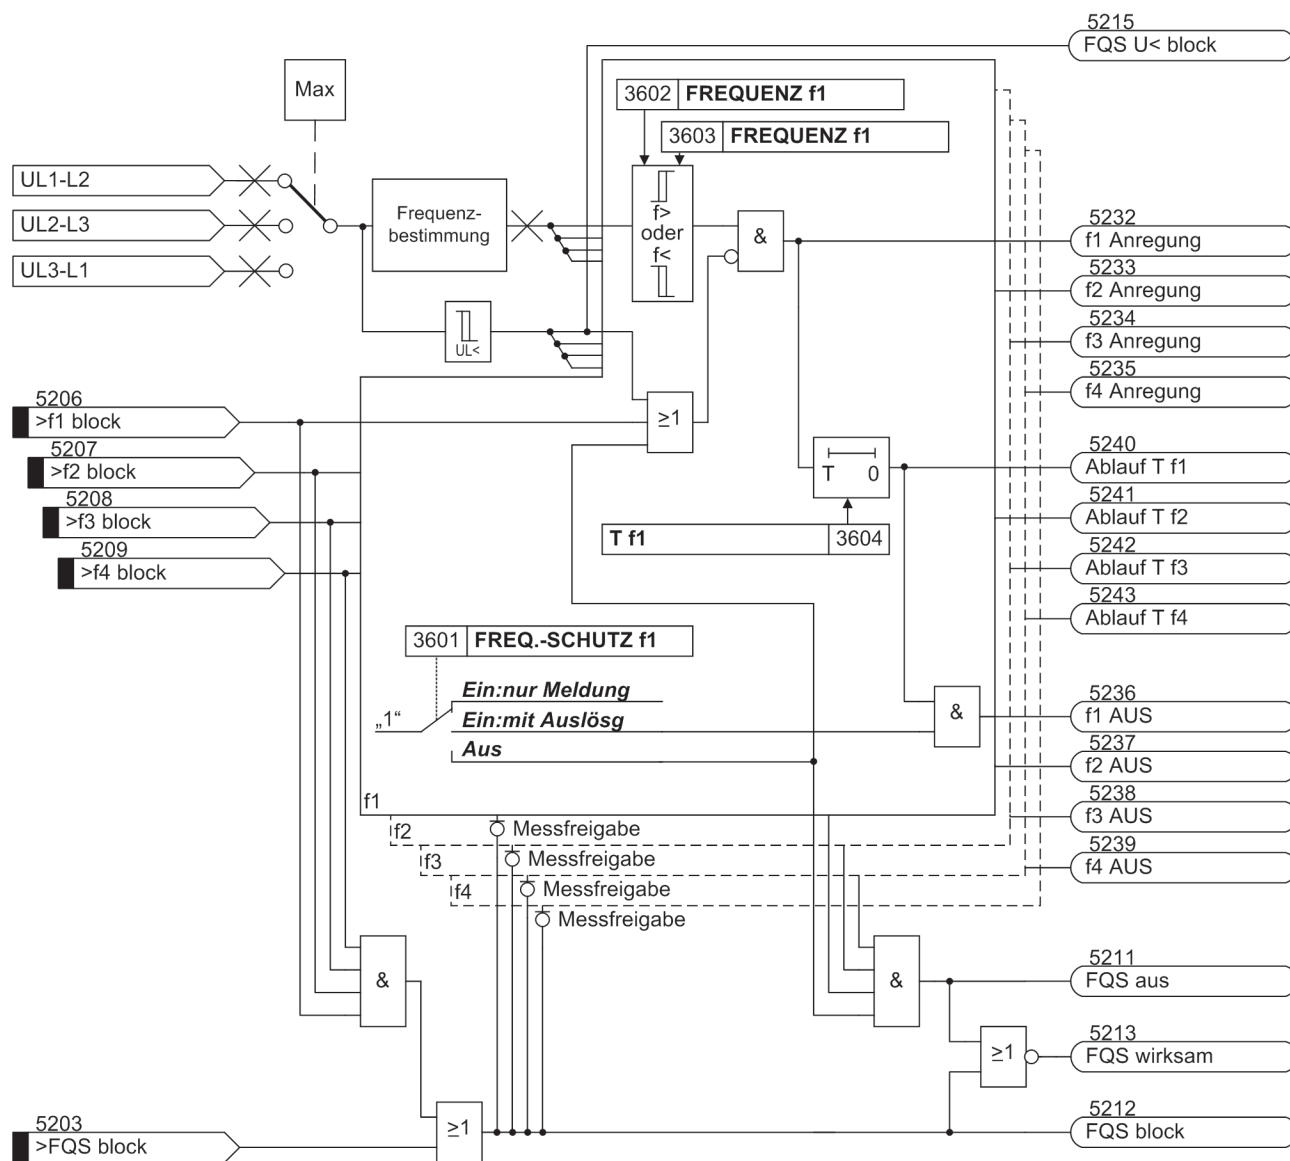 5215
FQS U< block
Max
3602 FREQUENZ f1
3603 FREQUENZ f1
UL1-L2
UL2-L3
UL3-L1
Frequenz-
bestimmung
f>
oder
f<
&
5232
f1 Anregung
5233
f2 Anregung
5234
f3 Anregung
5235
f4 Anregung
UL<
5206
>f1 block
5207
>f2 block
5208
>f3 block
5209
>f4 block
≥1
T 0
T f1 3604
5240
Ablauf T f1
5241
Ablauf T f2
5242
Ablauf T f3
5243
Ablauf T f4
3601 FREQ.-SCHUTZ f1
„1“
Ein:nur Meldung
Ein:mit Auslösg
Aus
&
5236
f1 AUS
5237
f2 AUS
5238
f3 AUS
5239
f4 AUS
f1
f2
f3
f4
Messfreigabe
Messfreigabe
Messfreigabe
Messfreigabe
&
&
5211
FQS aus
≥1
5213
FQS wirksam
5203
>FQS block
≥1
5212
FQS block